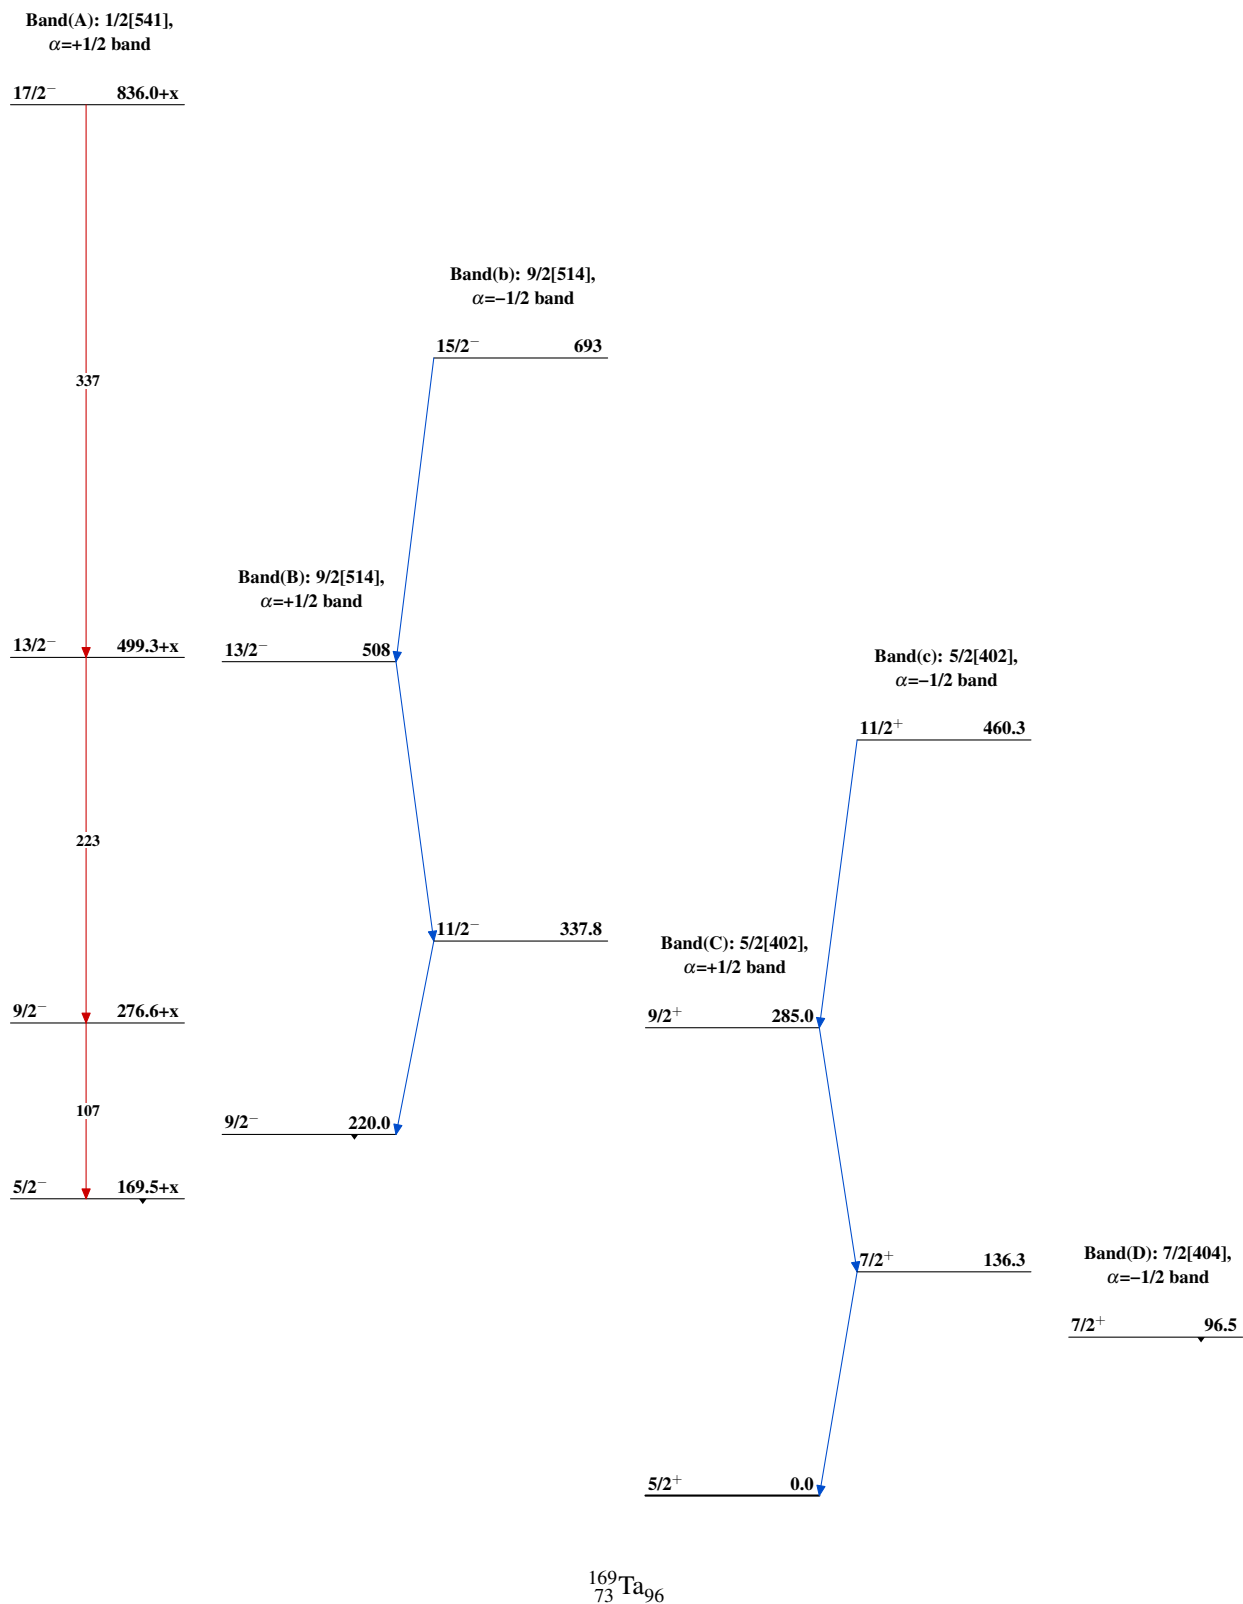 Band(A): 1/2[541],
α=+1/2 band
17/2⁻ 836.0+x
337
13/2⁻ 499.3+x
223
9/2⁻ 276.6+x
107
5/2⁻ 169.5+x
Band(B): 9/2[514],
α=+1/2 band
13/2⁻ 508
9/2⁻ 220.0
Band(b): 9/2[514],
α=−1/2 band
15/2⁻ 693
11/2⁻ 337.8
Band(C): 5/2[402],
α=+1/2 band
9/2⁺ 285.0
5/2⁺ 0.0
Band(c): 5/2[402],
α=−1/2 band
11/2⁺ 460.3
7/2⁺ 136.3
Band(D): 7/2[404],
α=−1/2 band
7/2⁺ 96.5
¹⁶⁹₇₃Ta₉₆